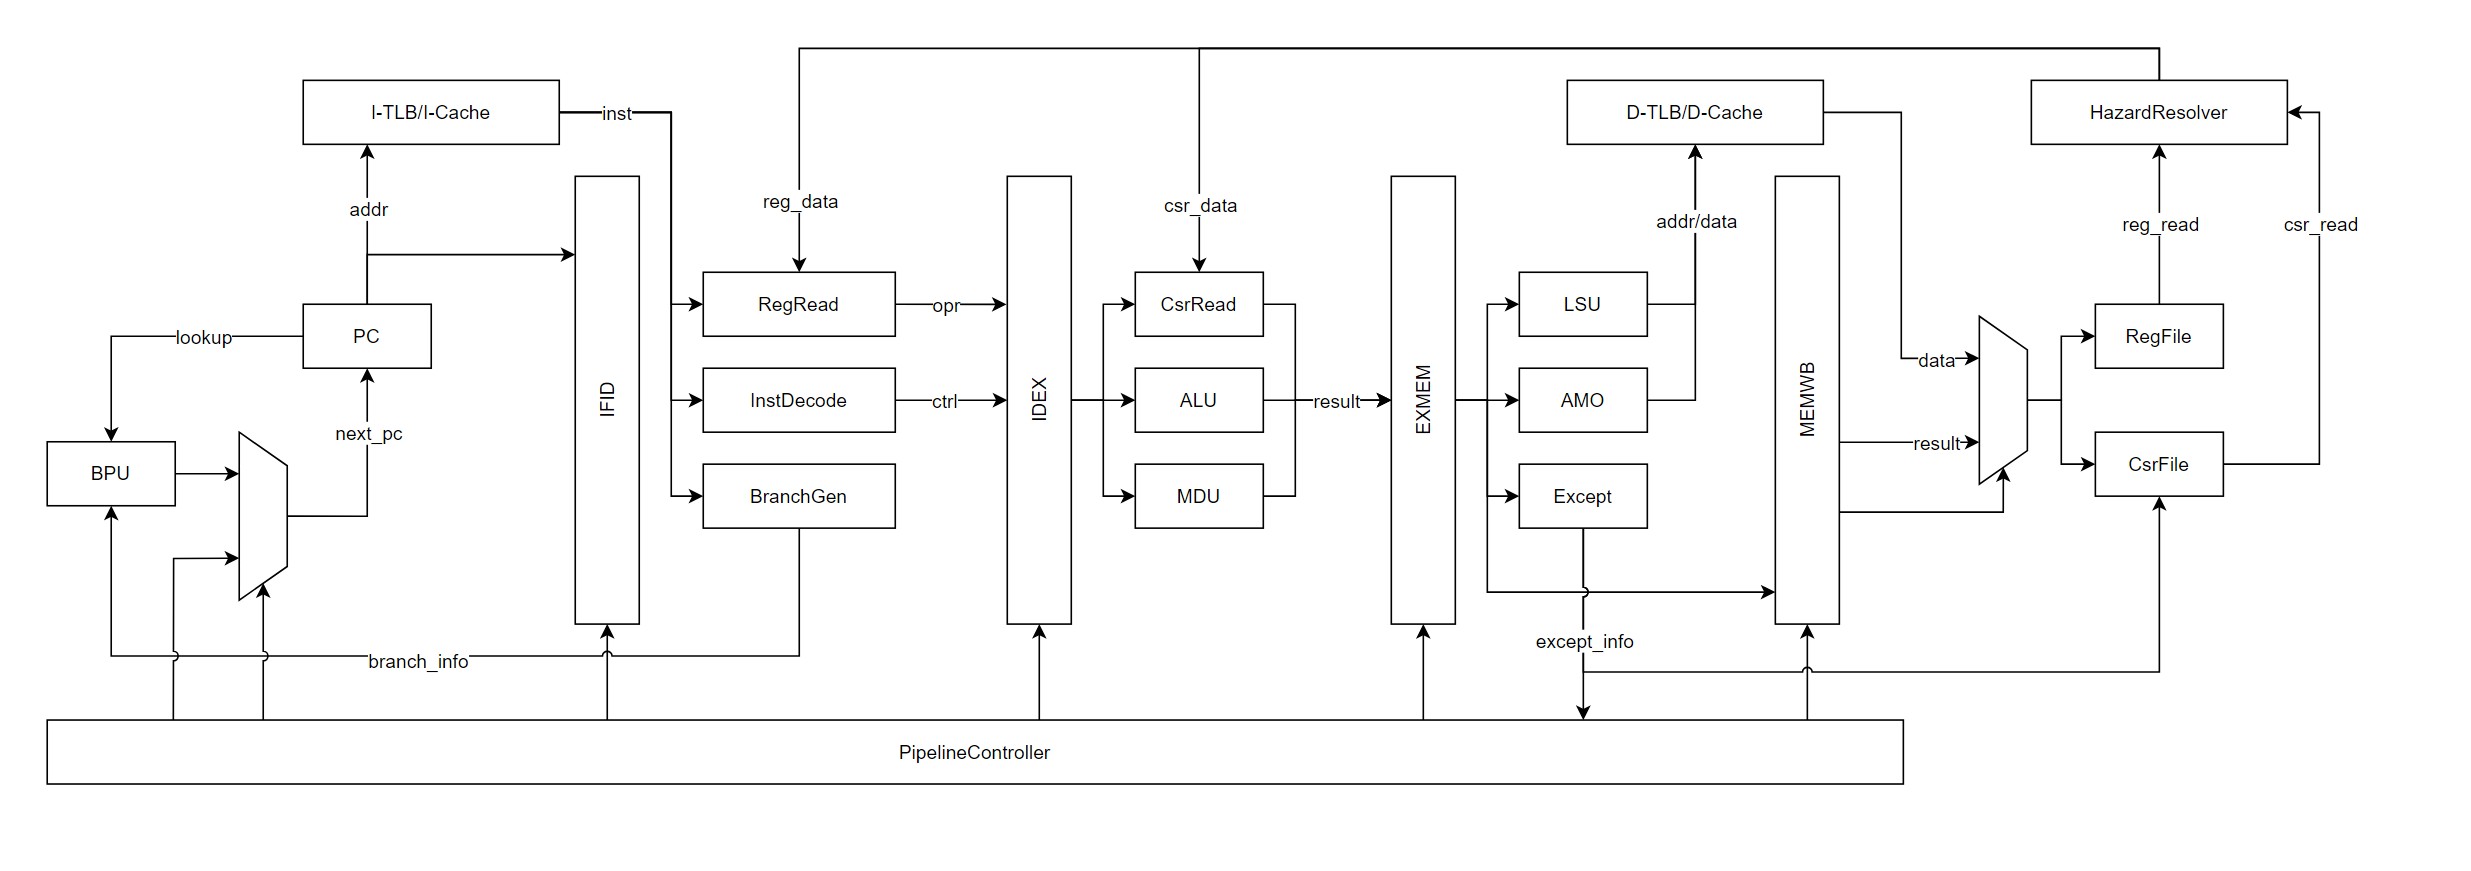 I-TLB/I-Cache
inst
D-TLB/D-Cache
HazardResolver
addr
reg_data
csr_data
addr/data
reg_read
csr_read
RegRead
opr
CsrRead
LSU
lookup
PC
RegFile
data
IFID
InstDecode
ctrl
IDEX
ALU
result
EXMEM
AMO
MEMWB
next_pc
result
BPU
CsrFile
BranchGen
MDU
Except
branch_info
except_info
PipelineController